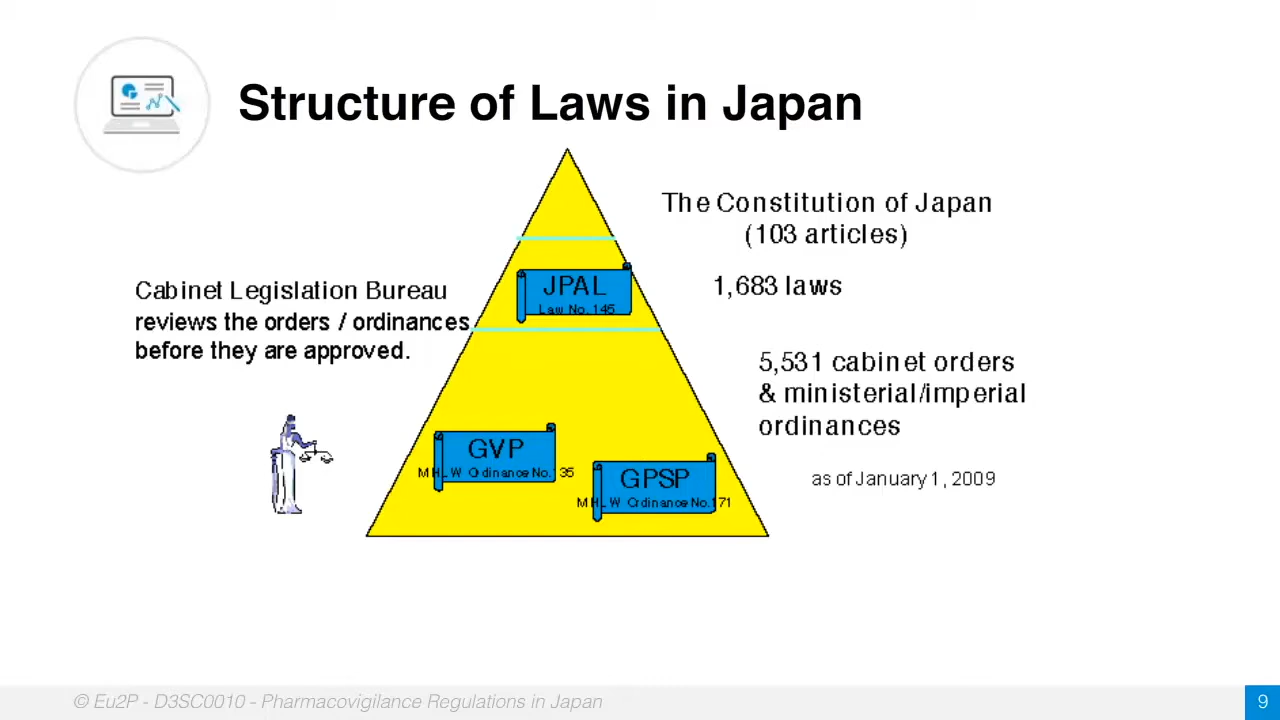 Structure of Laws in Japan
The Constitution of Japan
(103 articles)
JPAL
Law No.145
1,683 laws
Cabinet Legislation Bureau
reviews the orders / ordinances
before they are approved.
5,531 cabinet orders
& ministerial/imperial
ordinances
GVP
MHLW Ordinance No.135
GPSP
MHLW Ordinance No.171
as of January 1, 2009
© Eu2P - D3SC0010 - Pharmacovigilance Regulations in Japan
9